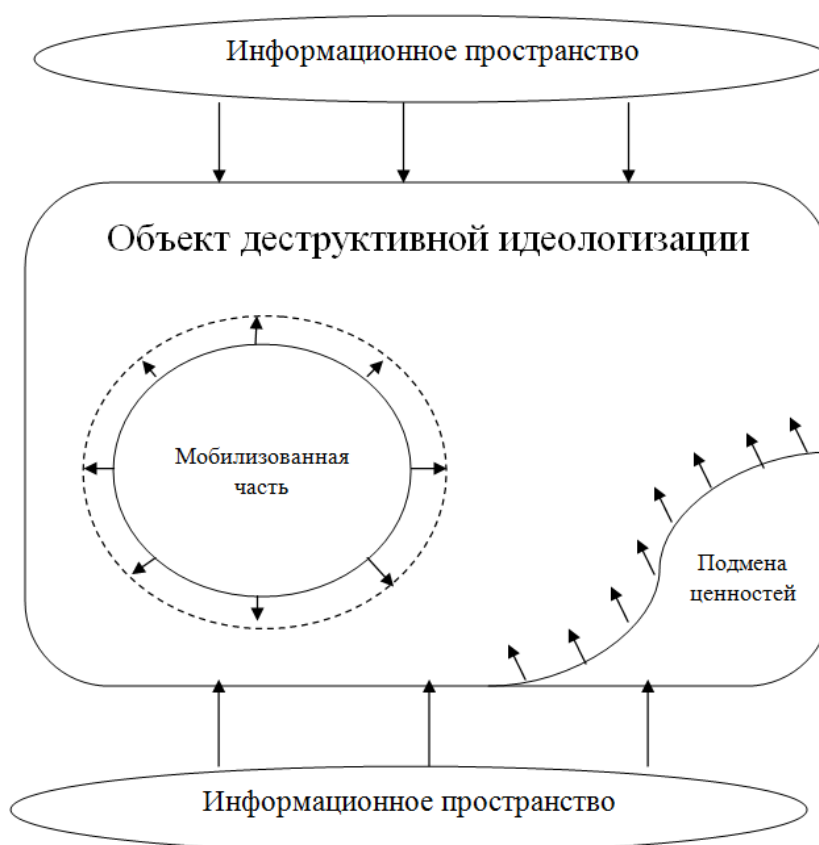 Информационное пространство
Объект деструктивной идеологизации
Мобилизованная
часть
Подмена
ценностей
Информационное пространство